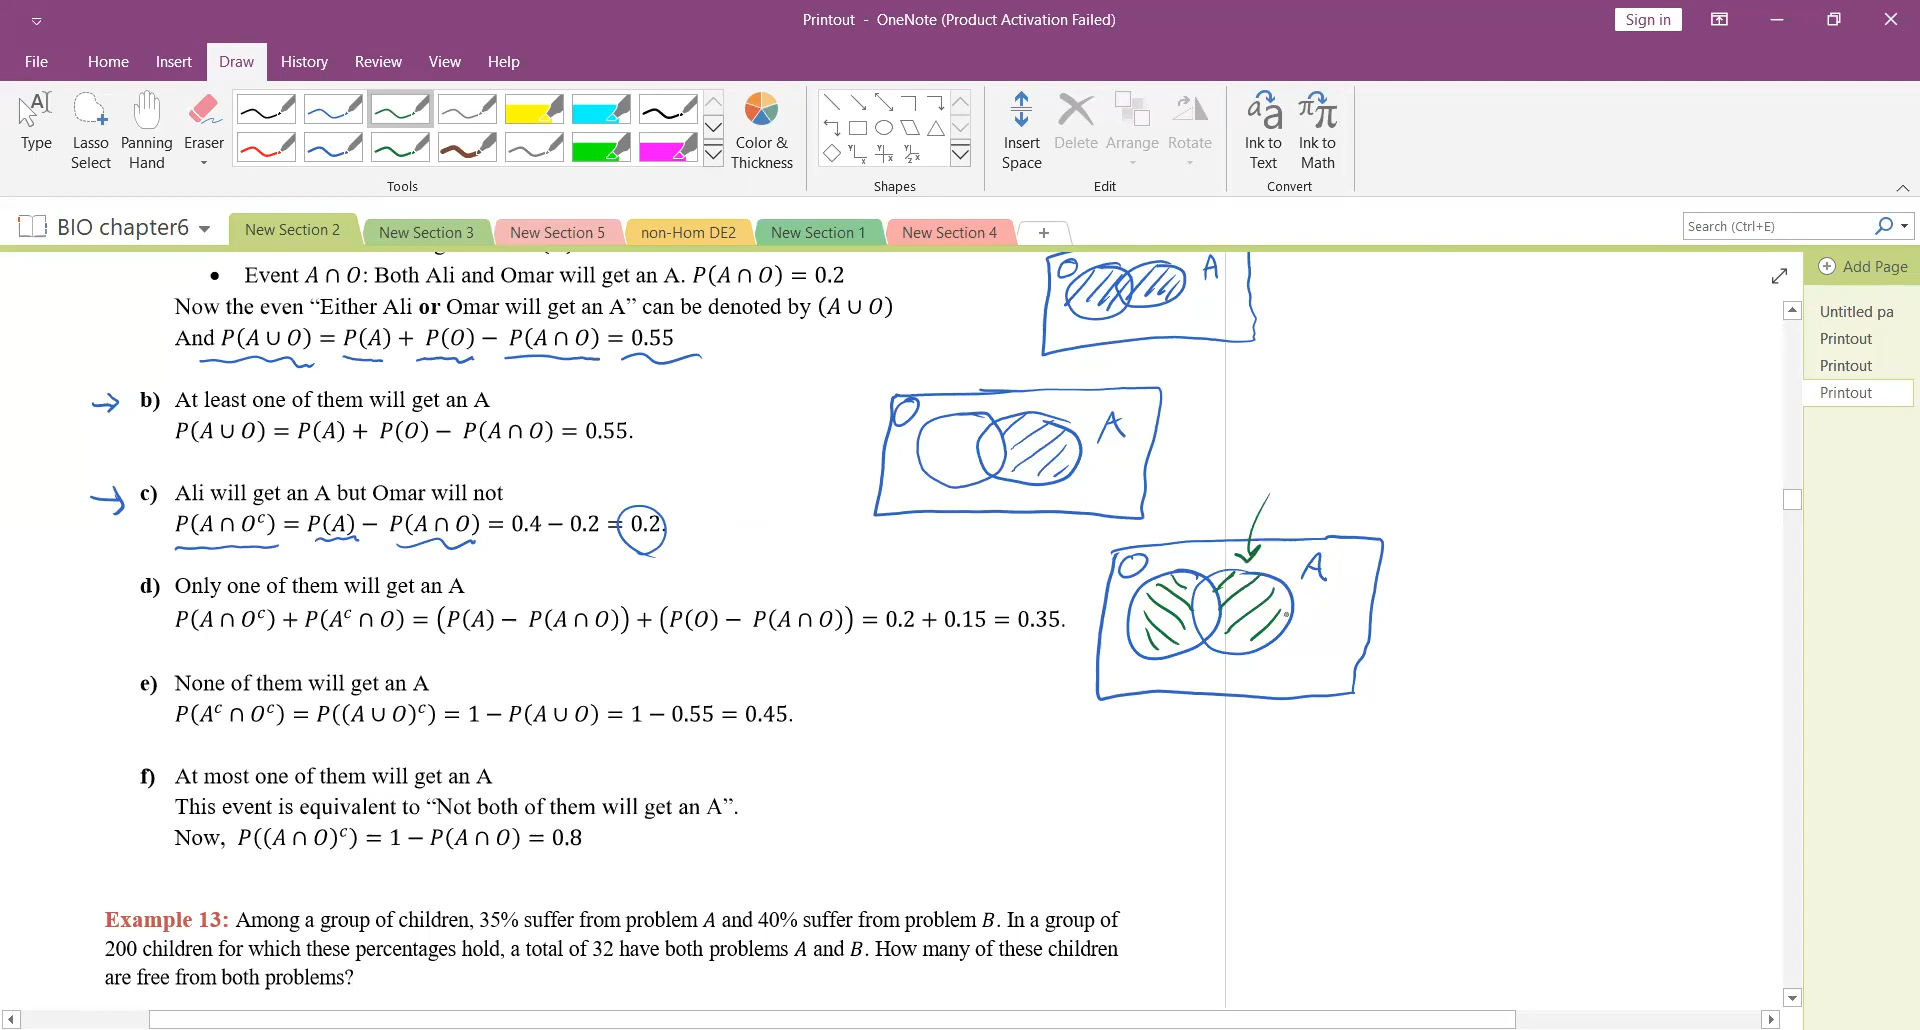 Printout - OneNote (Product Activation Failed)
Sign in
File Home Insert Draw History Review View Help
Type
Lasso Select
Panning Hand
Eraser
Color & Thickness
Insert Space
Delete
Arrange
Rotate
Ink to Text
Ink to Math
Tools
Shapes
Edit
Convert
BIO chapter6
New Section 2
New Section 3
New Section 5
non-Hom DE2
New Section 1
New Section 4
Search (Ctrl+E)
Add Page
Untitled pa
Printout
Printout
Printout
• Event A ∩ O: Both Ali and Omar will get an A. P(A ∩ O) = 0.2
Now the even “Either Ali or Omar will get an A” can be denoted by (A ∪ O)
And P(A ∪ O) = P(A) + P(O) − P(A ∩ O) = 0.55
O A
b) At least one of them will get an A
P(A ∪ O) = P(A) + P(O) − P(A ∩ O) = 0.55.
O A
c) Ali will get an A but Omar will not
P(A ∩ Oᶜ) = P(A) − P(A ∩ O) = 0.4 − 0.2 = 0.2.
d) Only one of them will get an A
P(A ∩ Oᶜ) + P(Aᶜ ∩ O) = (P(A) − P(A ∩ O)) + (P(O) − P(A ∩ O)) = 0.2 + 0.15 = 0.35.
O A
e) None of them will get an A
P(Aᶜ ∩ Oᶜ) = P((A ∪ O)ᶜ) = 1 − P(A ∪ O) = 1 − 0.55 = 0.45.
f) At most one of them will get an A
This event is equivalent to “Not both of them will get an A”.
Now, P((A ∩ O)ᶜ) = 1 − P(A ∩ O) = 0.8
Example 13: Among a group of children, 35% suffer from problem A and 40% suffer from problem B. In a group of
200 children for which these percentages hold, a total of 32 have both problems A and B. How many of these children
are free from both problems?